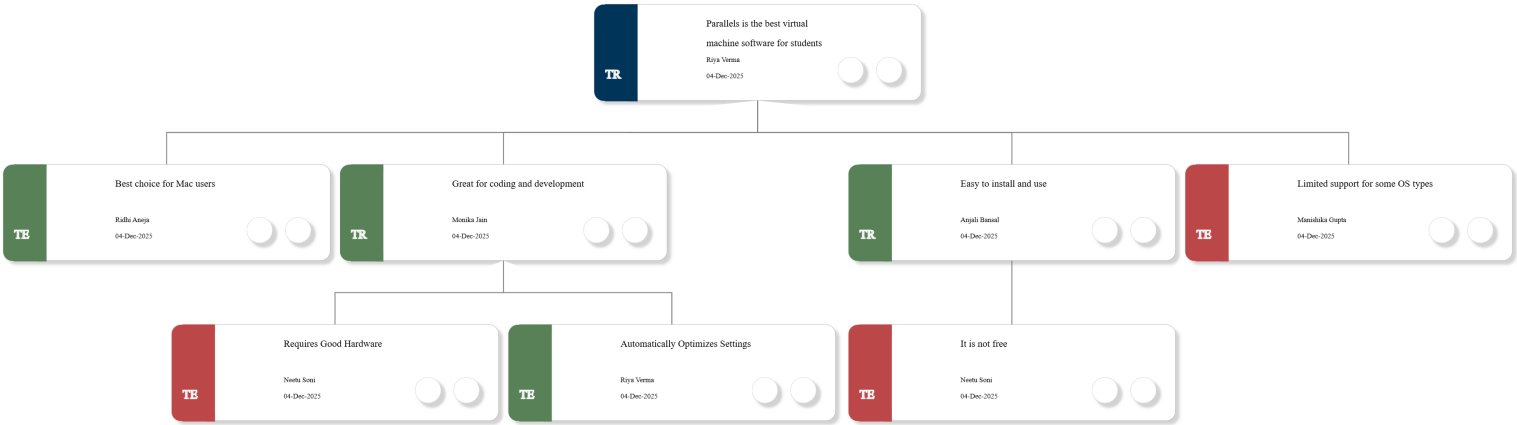 Parallels is the best virtual
machine software for students
Riya Verma
04-Dec-2025
TR
Best choice for Mac users
Ridhi Aneja
04-Dec-2025
TE
Great for coding and development
Monika Jain
04-Dec-2025
TR
Easy to install and use
Anjali Bansal
04-Dec-2025
TR
Limited support for some OS types
Manishika Gupta
04-Dec-2025
TE
Requires Good Hardware
Neetu Soni
04-Dec-2025
TE
Automatically Optimizes Settings
Riya Verma
04-Dec-2025
TE
It is not free
Neetu Soni
04-Dec-2025
TE